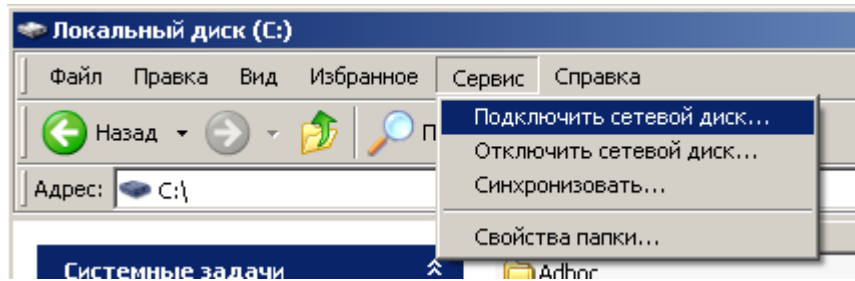 Локальный диск (C:)
Файл Правка Вид Избранное Сервис Справка
Назад
Подключить сетевой диск...
Отключить сетевой диск...
Синхронизовать...
Свойства папки...
Адрес: C:\
Системные задачи
Adhoc